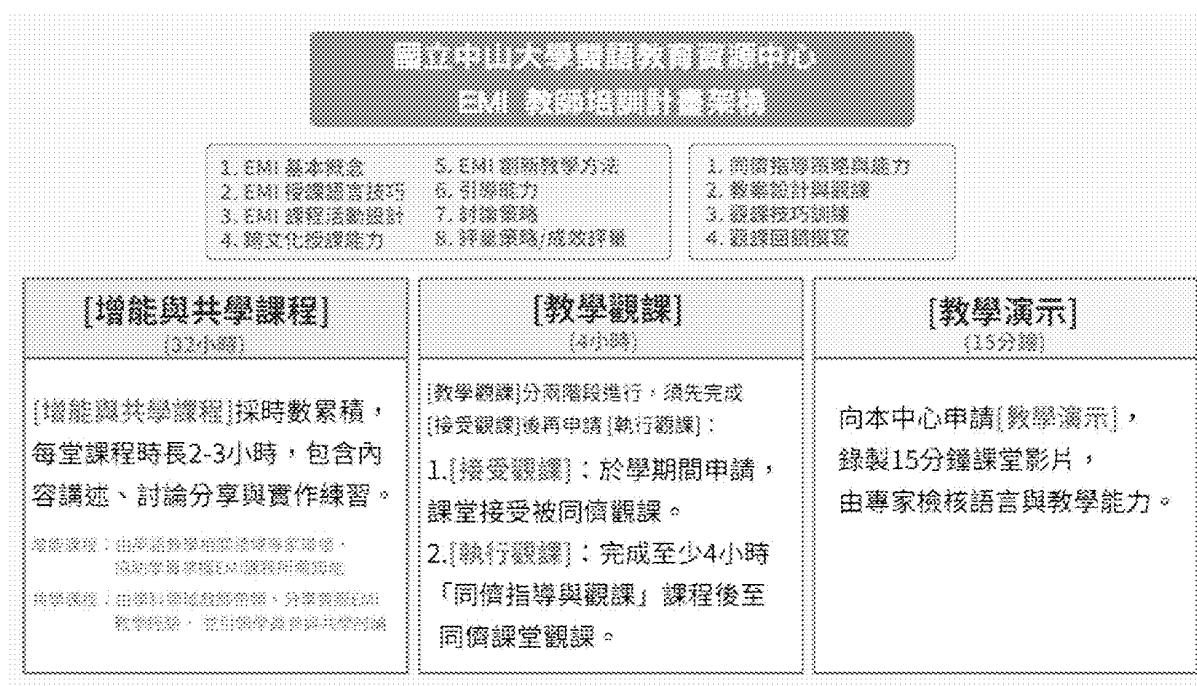 國立中山大學雙語教育資源中心
EMI 教師培訓計畫架構
1. EMI 基本概念
2. EMI 授課語言技巧
3. EMI 課程活動設計
4. 跨文化授課能力
5. EMI 創新教學方法
6. 引導能力
7. 討論策略
8. 評量策略/成效評量
1. 同儕指導策略與能力
2. 教案設計與觀課
3. 觀課技巧訓練
4. 觀課回饋撰寫
[增能與共學課程]
(32小時)
[增能與共學課程]採時數累積，
每堂課程時長2-3小時，包含內
容講述、討論分享與實作練習。
增能課程：
共學課程：
[教學觀課]
(4小時)
[教學觀課]分兩階段進行，須先完成
[接受觀課]後再申請 [執行觀課]：
1.[接受觀課]：於學期間申請，
課堂接受被同儕觀課。
2.[執行觀課]：完成至少4小時
「同儕指導與觀課」課程後至
同儕課堂觀課。
[教學演示]
(15分鐘)
向本中心申請[教學演示]，
錄製15分鐘課堂影片，
由專家檢核語言與教學能力。